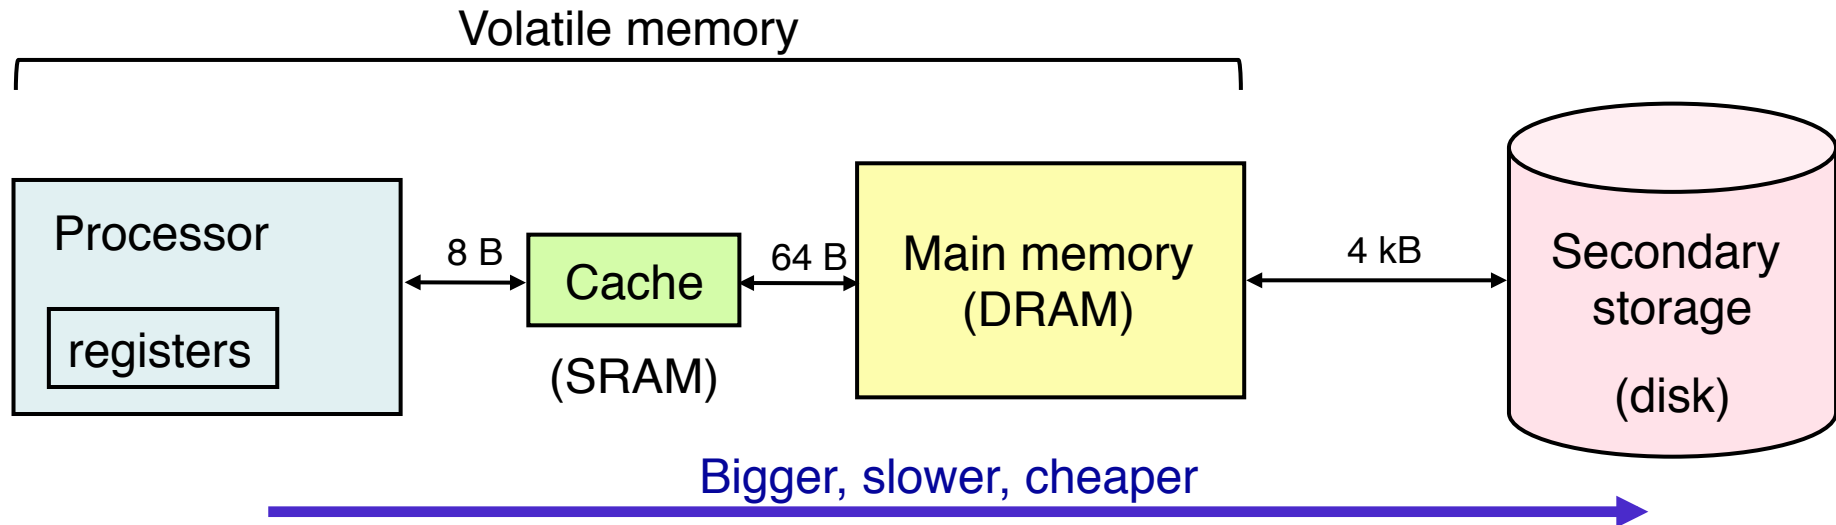 Volatile memory
Processor
registers
8 B
Cache
(SRAM)
64 B
Main memory
(DRAM)
4 kB
Secondary
storage
(disk)
Bigger, slower, cheaper